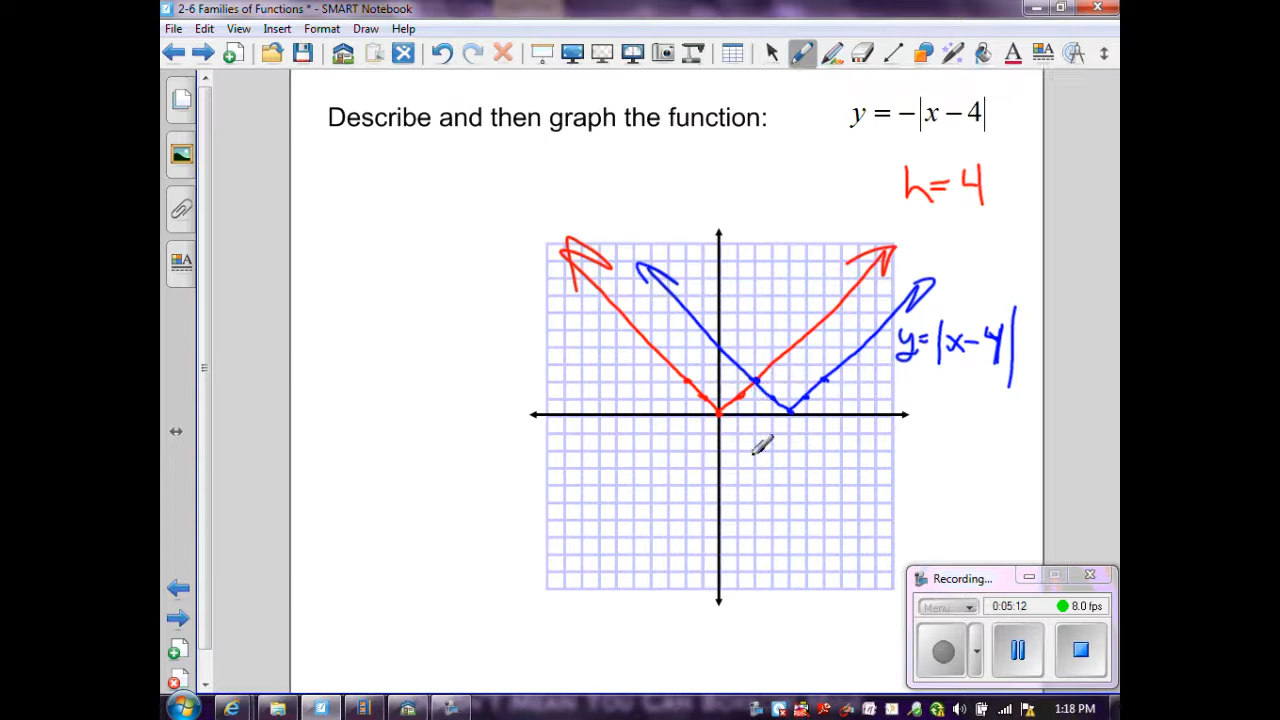 2-6 Families of Functions * - SMART Notebook
File Edit View Insert Format Draw Help
Describe and then graph the function: y = -|x - 4|
h = 4
y = |x - 4|
Recording...
Menu 0:05:12 8.0 fps
1:18 PM